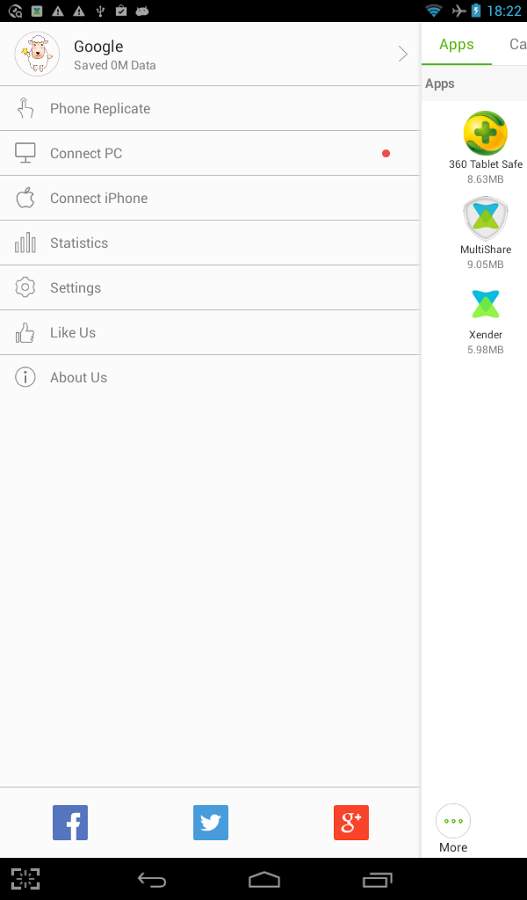 18:22
Google
Saved 0M Data
Phone Replicate
Connect PC
Connect iPhone
Statistics
Settings
Like Us
About Us
Apps Ca
Apps
360 Tablet Safe
8.63MB
MultiShare
9.05MB
Xender
5.98MB
More